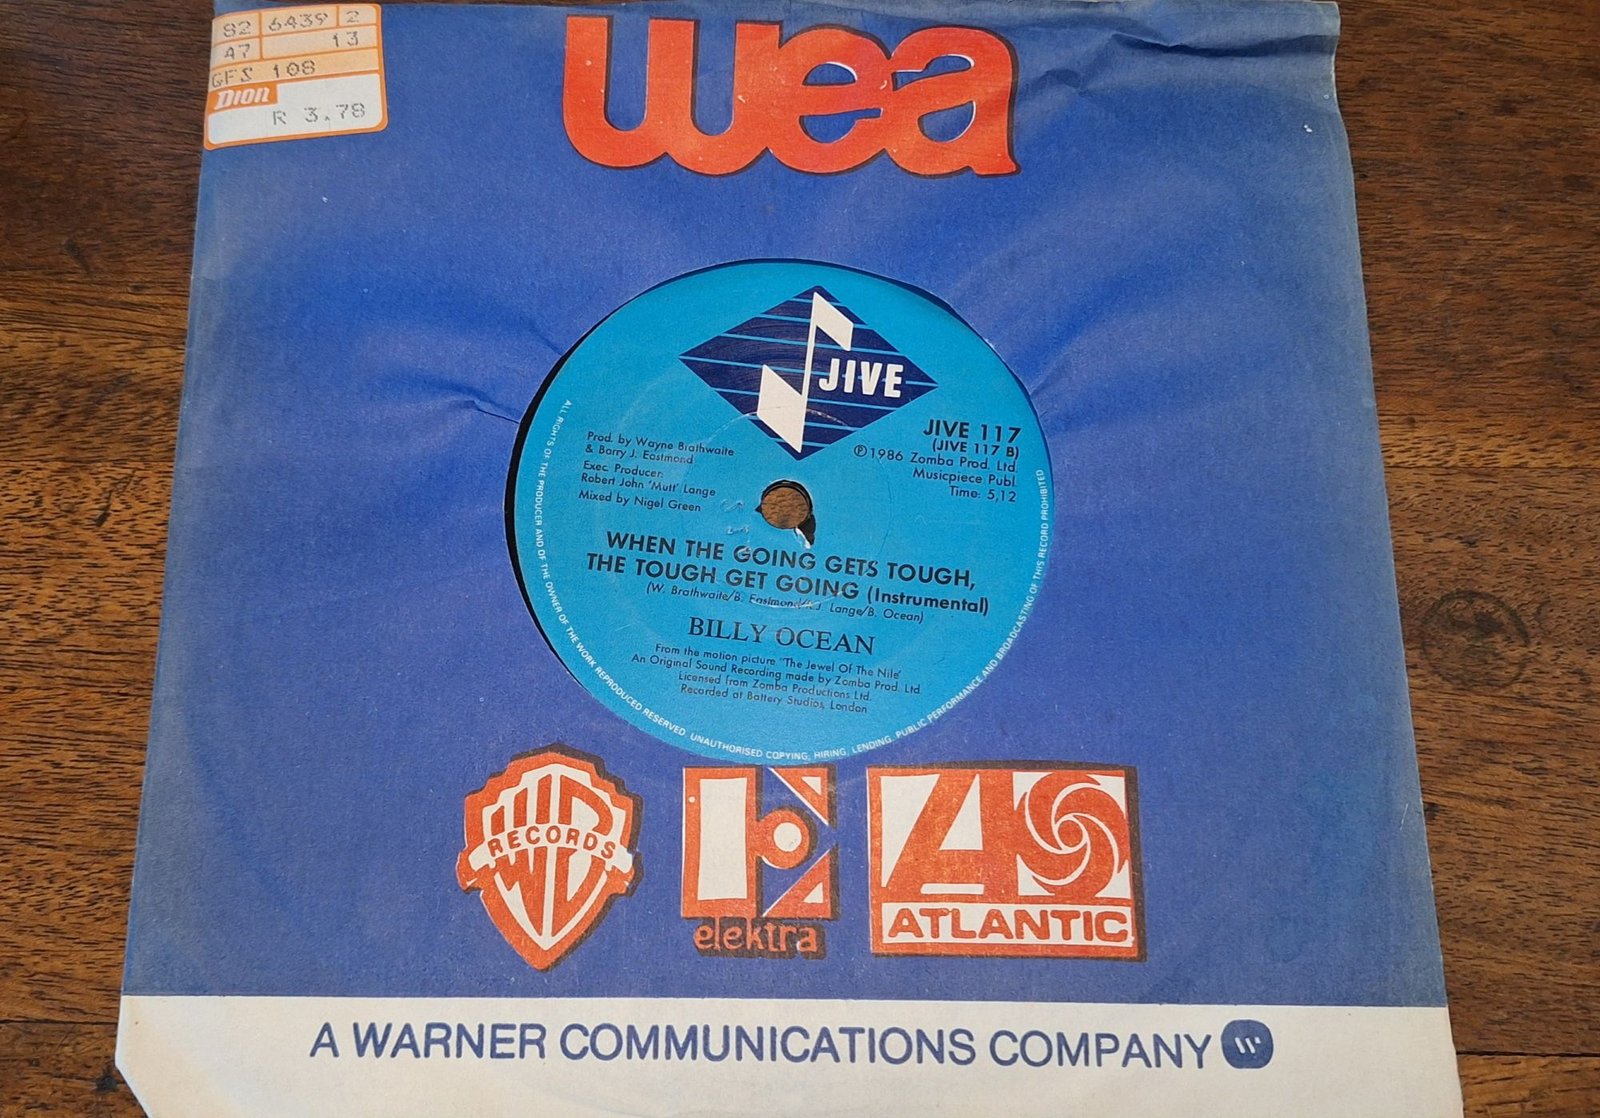 82 6439 2
47 13
GFS 108
Dion
R 3.78
wea
JIVE
JIVE 117
(JIVE 117 B)
℗1986 Zomba Prod. Ltd.
Musicpiece Publ.
Time: 5,12
Prod. by Wayne Brathwaite
& Barry J. Eastmond
Exec. Producer:
Robert John 'Mutt' Lange
Mixed by Nigel Green
WHEN THE GOING GETS TOUGH,
THE TOUGH GET GOING (Instrumental)
(W. Brathwaite/B. Eastmond/R.J. Lange/B. Ocean)
BILLY OCEAN
From the motion picture "The Jewel Of The Nile'
An Original Sound Recording made by Zomba Prod. Ltd.
Licensed from Zomba Productions Ltd.
Recorded at Battery Studios, London
ALL RIGHTS OF THE PRODUCER AND OF THE OWNER OF THE WORK REPRODUCED RESERVED. UNAUTHORISED COPYING, HIRING, LENDING, PUBLIC PERFORMANCE AND BROADCASTING OF THIS RECORD PROHIBITED
RECORDS
elektra
ATLANTIC
A WARNER COMMUNICATIONS COMPANY